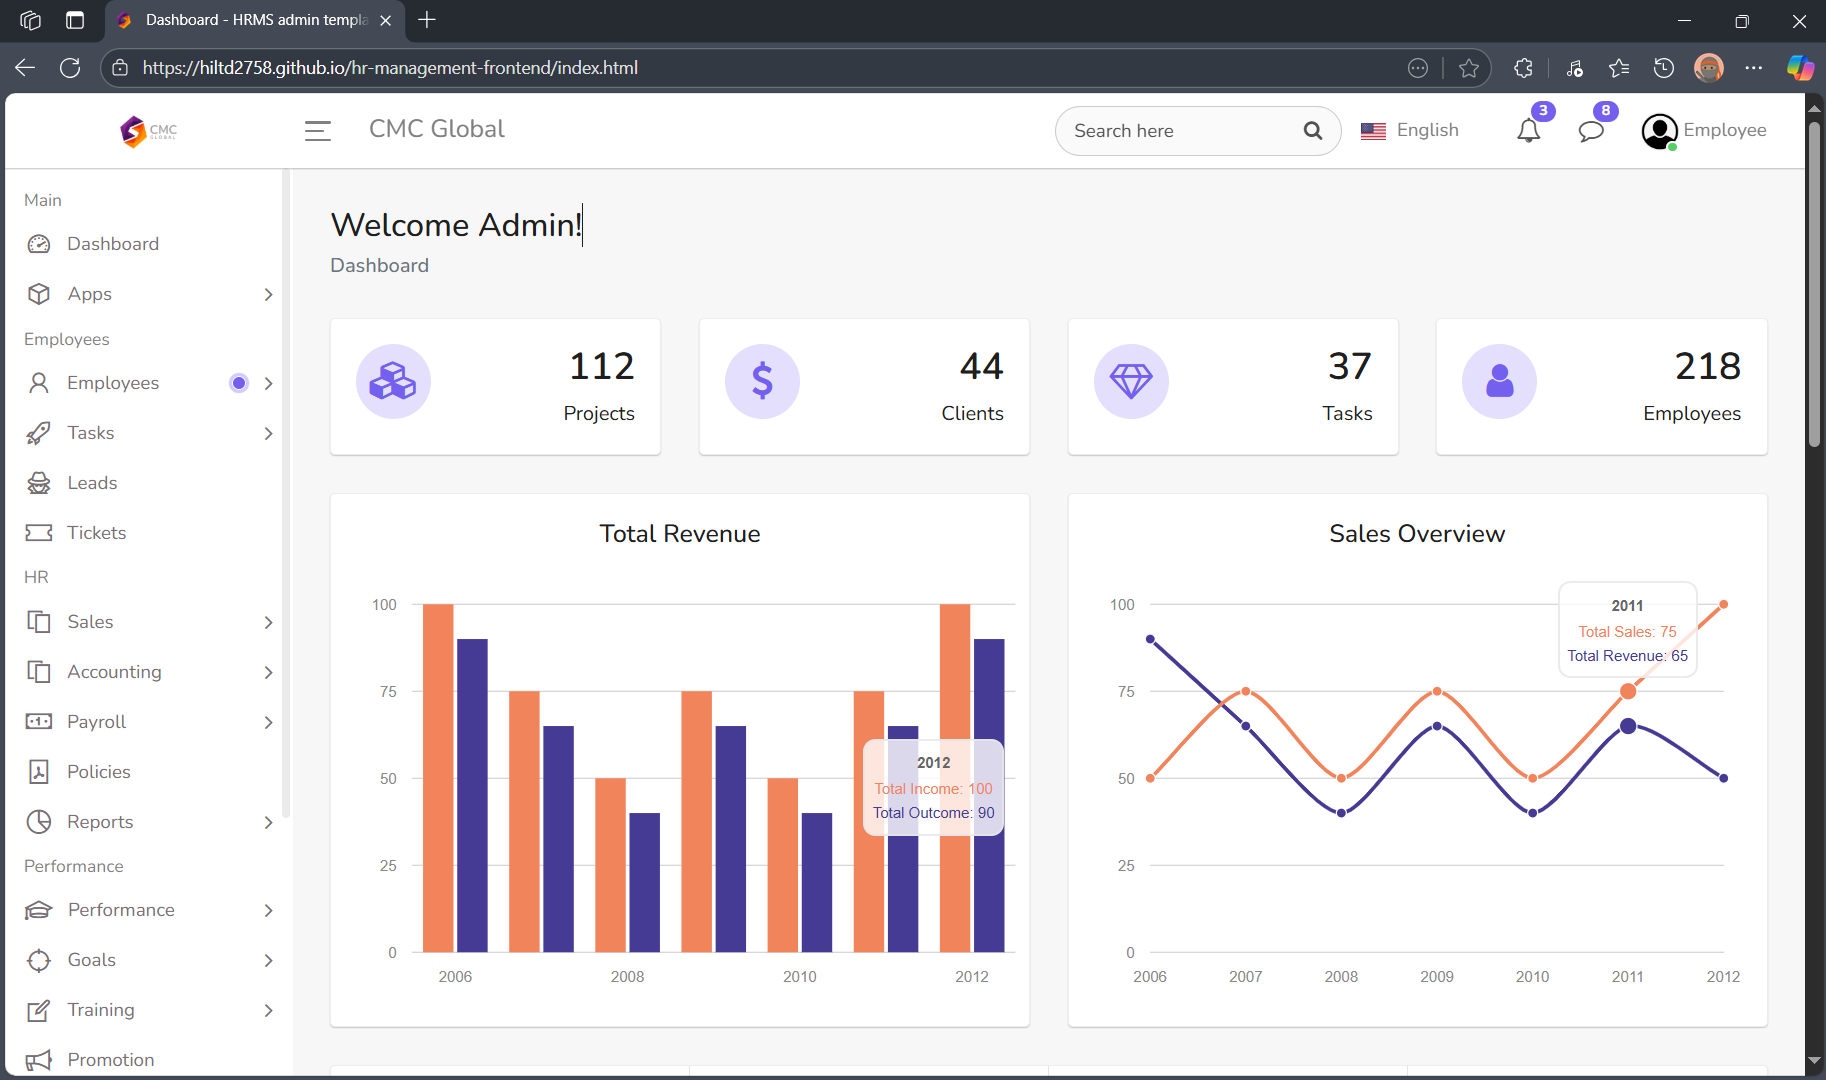 Dashboard - HRMS admin templa
https://hiltd2758.github.io/hr-management-frontend/index.html
CMC
GLOBAL
CMC Global
Search here
English
3
8
Employee
Main
Dashboard
Apps
Employees
Employees
Tasks
Leads
Tickets
HR
Sales
Accounting
Payroll
Policies
Reports
Performance
Performance
Goals
Training
Promotion
Welcome Admin!
Dashboard
112
Projects
44
Clients
37
Tasks
218
Employees
Total Revenue
100
75
50
25
0
2006
2008
2010
2012
2012
Total Income: 100
Total Outcome: 90
Sales Overview
100
75
50
25
0
2006
2007
2008
2009
2010
2011
2012
2011
Total Sales: 75
Total Revenue: 65